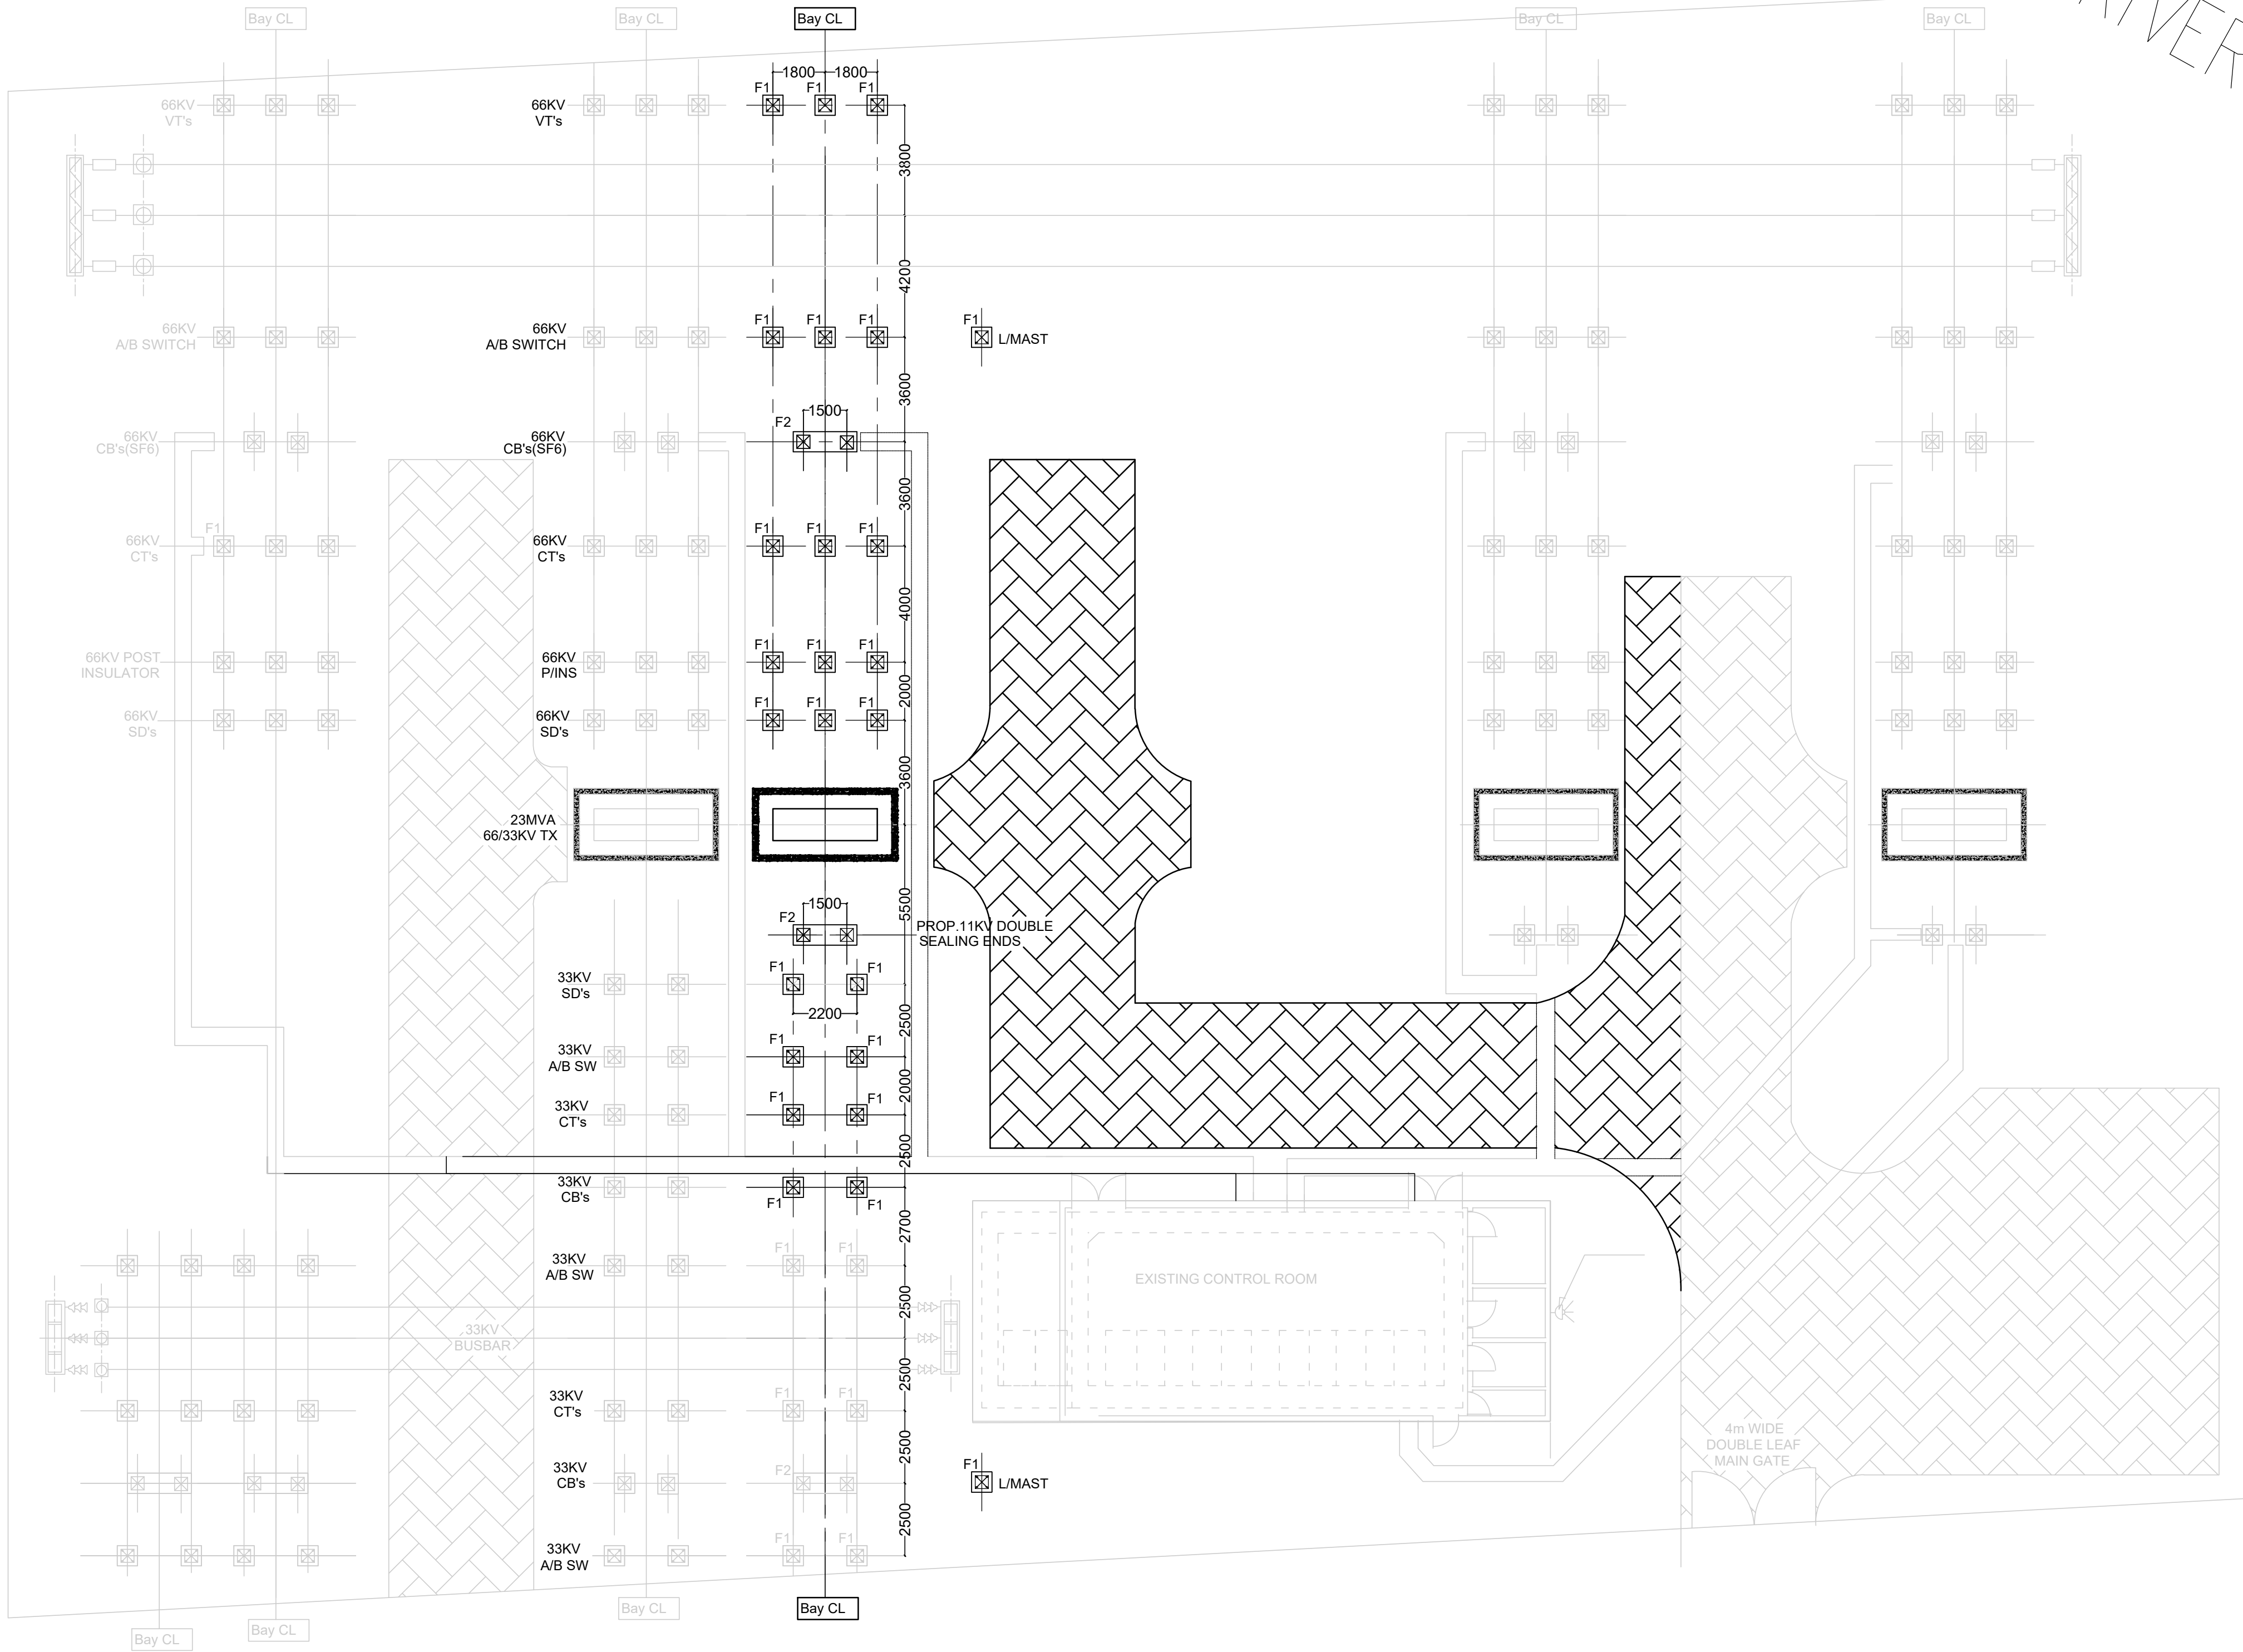 Bay CL
Bay CL
Bay CL
Bay CL
Bay CL
RIVER
1800
1800
F1
F1
F1
66KV
VT's
66KV
VT's
3800
4200
66KV
A/B SWITCH
66KV
A/B SWITCH
F1
F1
F1
F1
L/MAST
3600
1500
F2
66KV
CB's(SF6)
66KV
CB's(SF6)
3600
F1
F1
F1
F1
66KV
CT's
66KV
CT's
4000
F1
F1
F1
66KV POST
INSULATOR
66KV
P/INS
2000
F1
F1
F1
66KV
SD's
66KV
SD's
3600
23MVA
66/33KV TX
5500
1500
F2
PROP.11KV DOUBLE
SEALING ENDS
F1
F1
33KV
SD's
2200
2500
F1
F1
33KV
A/B SW
2000
F1
F1
33KV
CT's
2500
33KV
CB's
F1
F1
2700
F1
F1
33KV
A/B SW
EXISTING CONTROL ROOM
2500
33KV
BUSBAR
2500
F1
F1
33KV
CT's
4m WIDE
DOUBLE LEAF
MAIN GATE
2500
F2
33KV
CB's
F1
L/MAST
2500
F1
F1
33KV
A/B SW
Bay CL
Bay CL
Bay CL
Bay CL